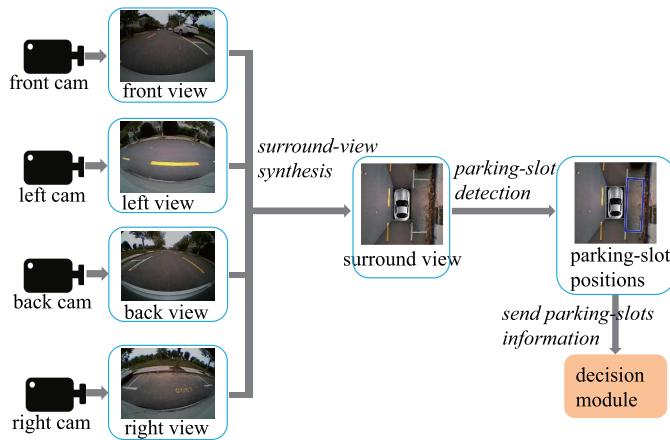 front cam
front view
left cam
left view
back cam
back view
right cam
right view
surround-view
synthesis
surround view
parking-slot
detection
parking-slot
positions
send parking-slots
information
decision
module